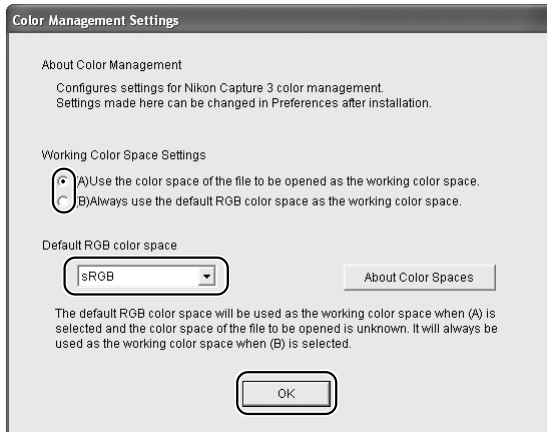 Color Management Settings
About Color Management
Configures settings for Nikon Capture 3 color management.
Settings made here can be changed in Preferences after installation.
Working Color Space Settings
(A)Use the color space of the file to be opened as the working color space.
(B)Always use the default RGB color space as the working color space.
Default RGB color space
sRGB
About Color Spaces
The default RGB color space will be used as the working color space when (A) is
selected and the color space of the file to be opened is unknown. It will always be
used as the working color space when (B) is selected.
OK